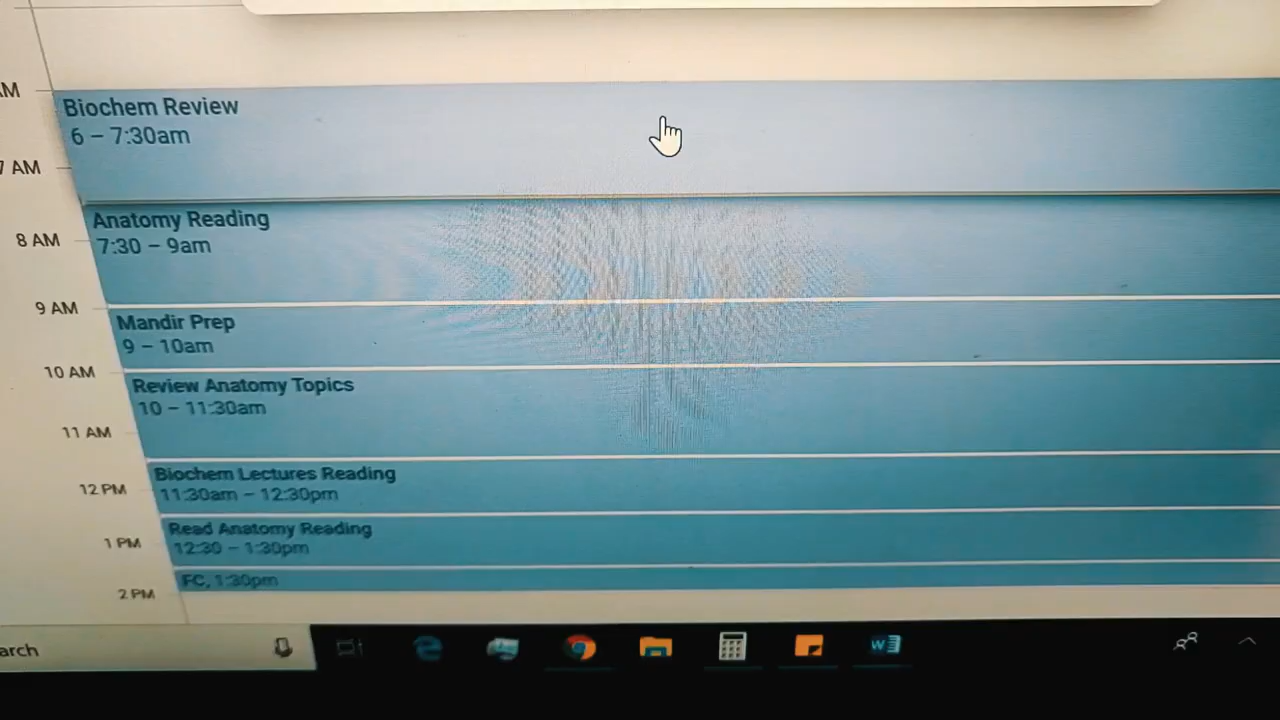 AM
Biochem Review
6 – 7:30am
7 AM
Anatomy Reading
7:30 – 9am
8 AM
9 AM
Mandir Prep
9 – 10am
10 AM
Review Anatomy Topics
10 – 11:30am
11 AM
Biochem Lectures Reading
11:30am – 12:30pm
12 PM
Read Anatomy Reading
12:30 – 1:30pm
1 PM
FC, 1:30pm
2 PM
arch
W